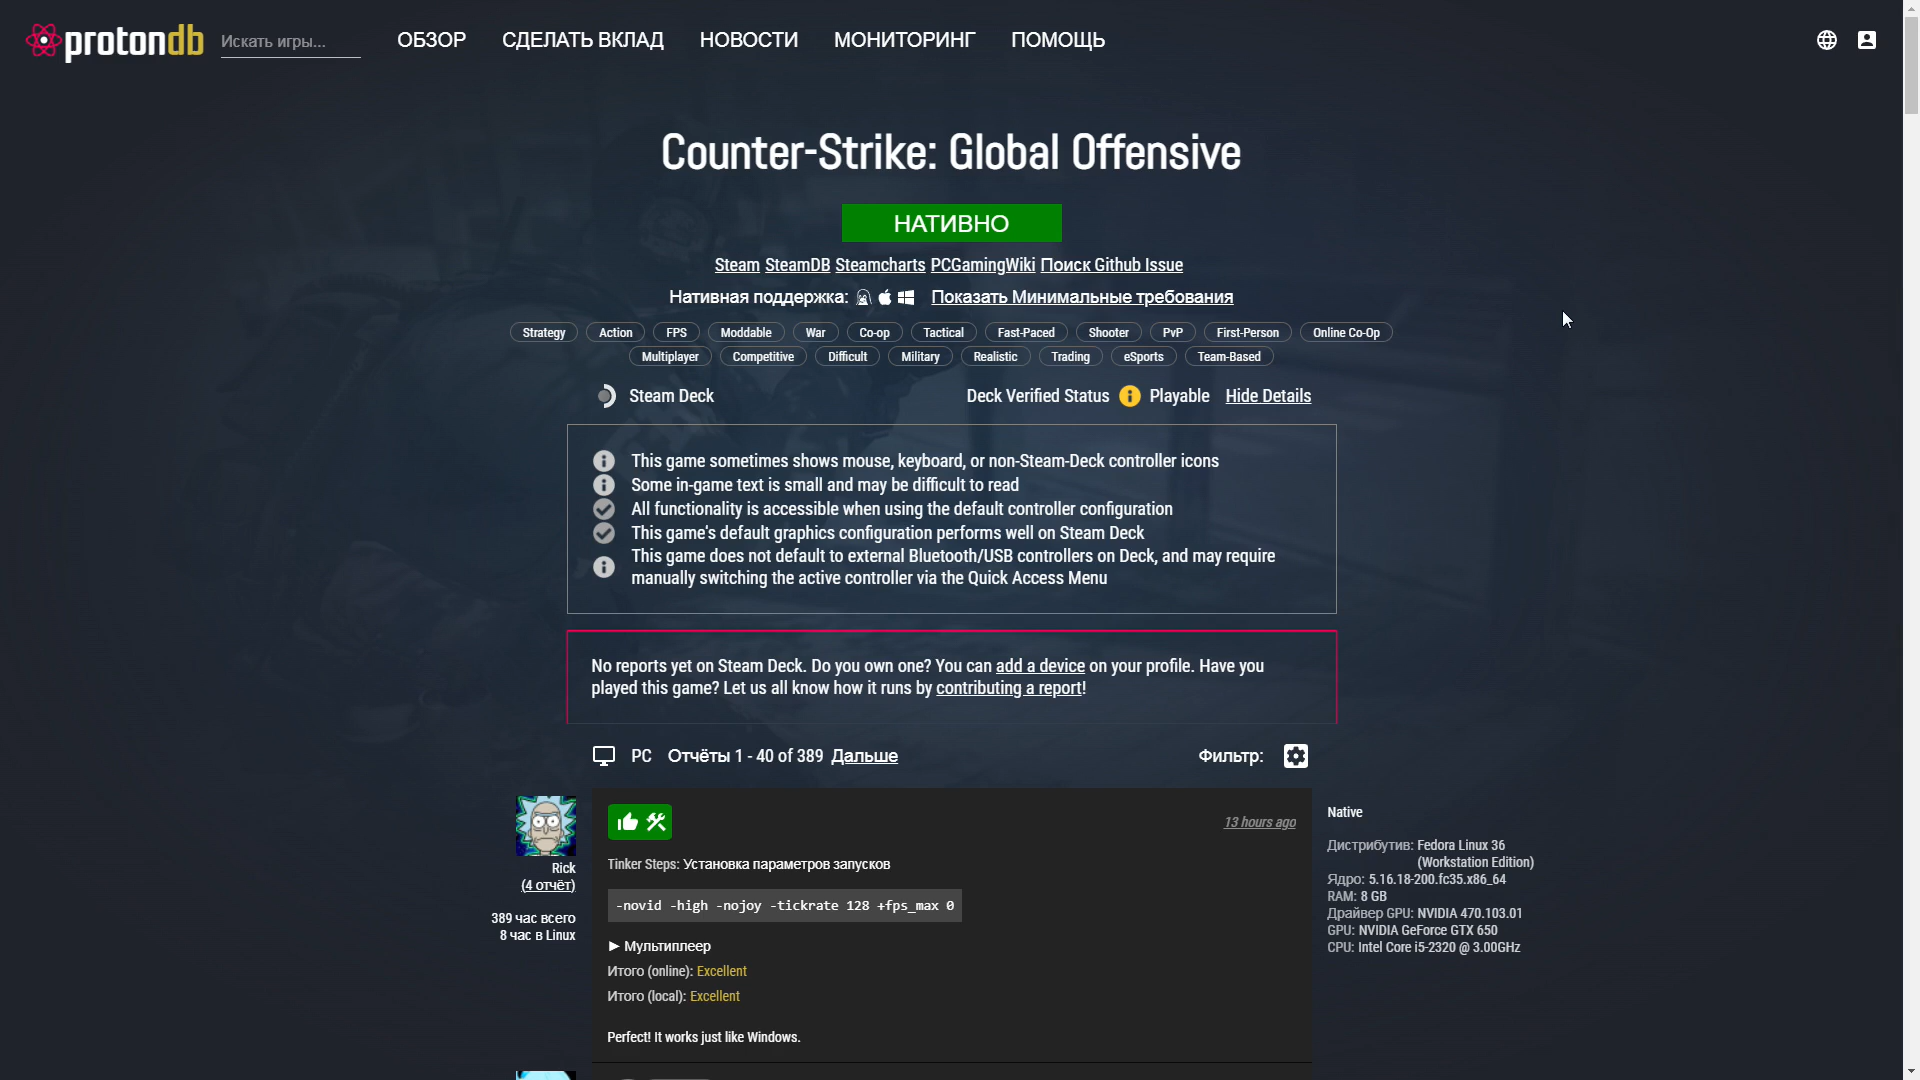 protondb
Искать игры...
ОБЗОР
СДЕЛАТЬ ВКЛАД
НОВОСТИ
МОНИТОРИНГ
ПОМОЩЬ
Counter-Strike: Global Offensive
НАТИВНО
Steam SteamDB Steamcharts PCGamingWiki Поиск Github Issue
Нативная поддержка: Показать Минимальные требования
Strategy Action FPS Moddable War Co-op Tactical Fast-Paced Shooter PvP First-Person Online Co-Op
Multiplayer Competitive Difficult Military Realistic Trading eSports Team-Based
Steam Deck
Deck Verified Status Playable Hide Details
This game sometimes shows mouse, keyboard, or non-Steam-Deck controller icons
Some in-game text is small and may be difficult to read
All functionality is accessible when using the default controller configuration
This game's default graphics configuration performs well on Steam Deck
This game does not default to external Bluetooth/USB controllers on Deck, and may require
manually switching the active controller via the Quick Access Menu
No reports yet on Steam Deck. Do you own one? You can add a device on your profile. Have you
played this game? Let us all know how it runs by contributing a report!
PC Отчёты 1 - 40 of 389 Дальше
Фильтр:
Rick
(4 отчёт)
389 час всего
8 час в Linux
13 hours ago
Tinker Steps: Установка параметров запусков
-novid -high -nojoy -tickrate 128 +fps_max 0
► Мультиплеер
Итого (online): Excellent
Итого (local): Excellent
Perfect! It works just like Windows.
Native
Дистрибутив: Fedora Linux 36
(Workstation Edition)
Ядро: 5.16.18-200.fc35.x86_64
RAM: 8 GB
Драйвер GPU: NVIDIA 470.103.01
GPU: NVIDIA GeForce GTX 650
CPU: Intel Core i5-2320 @ 3.00GHz